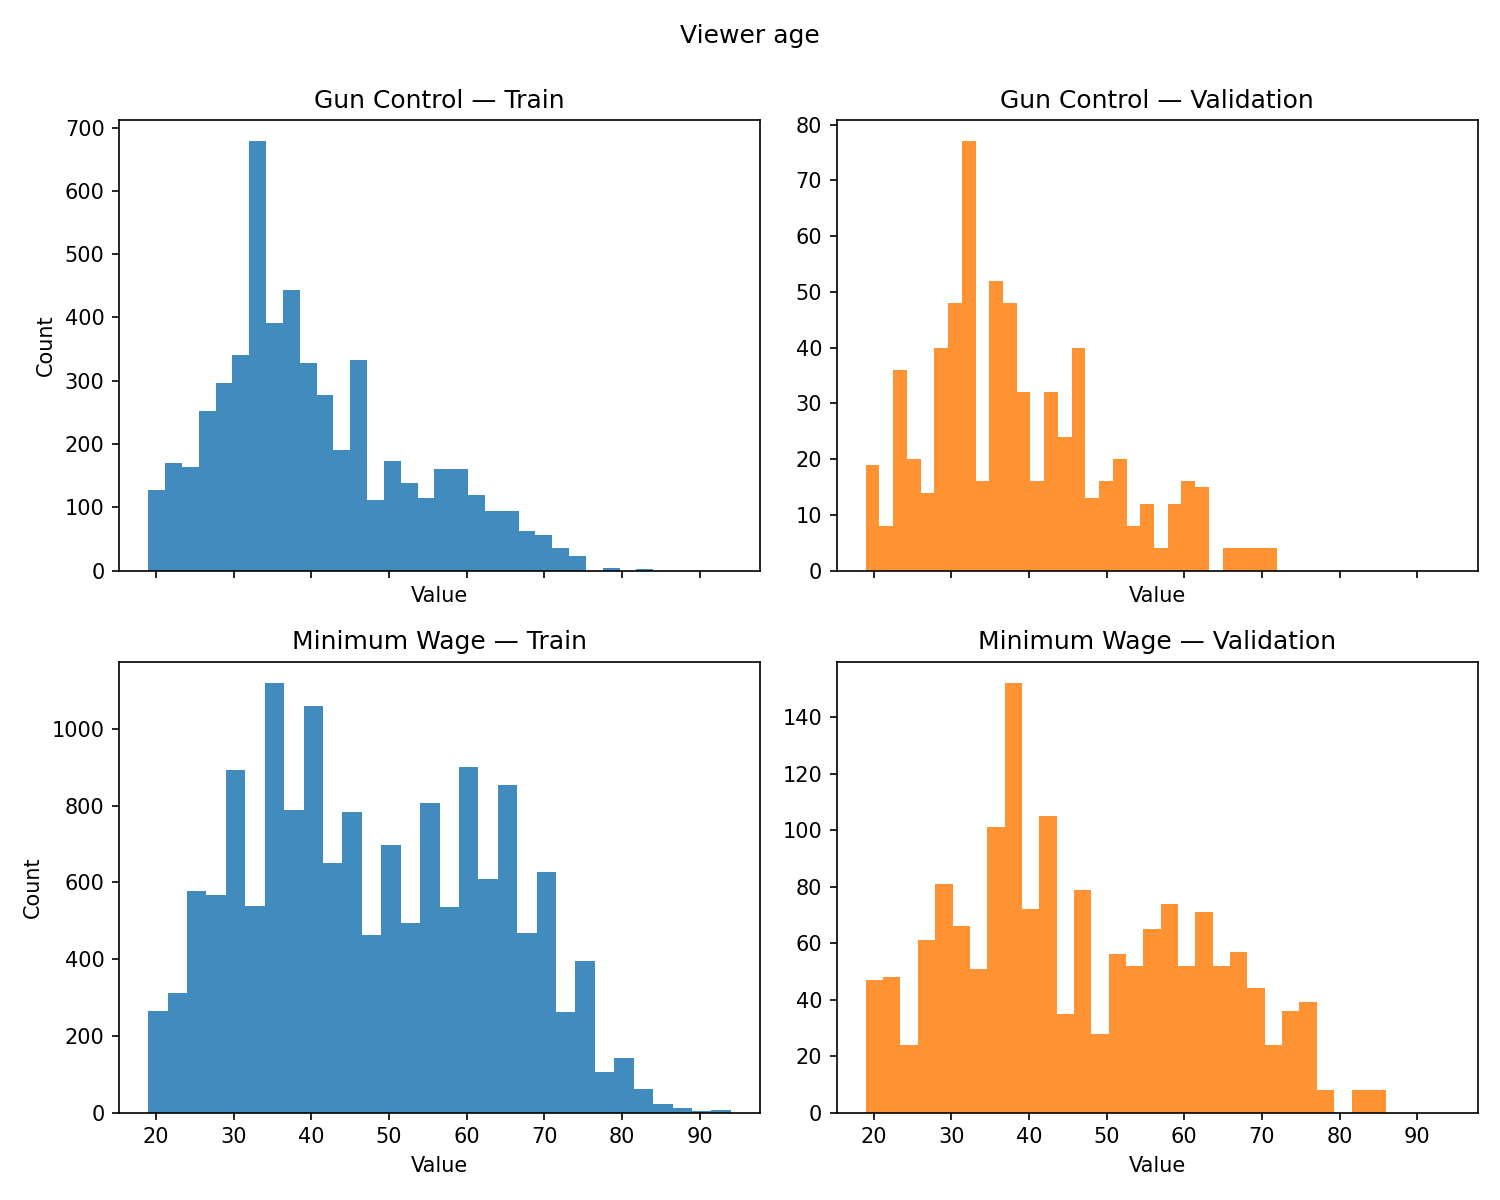 Viewer age
Gun Control — Train
Gun Control — Validation
700
600
500
400
300
200
100
0
Count
Value
80
70
60
50
40
30
20
10
0
Value
Minimum Wage — Train
Minimum Wage — Validation
1000
800
600
400
200
0
Count
20 30 40 50 60 70 80 90
Value
140
120
100
80
60
40
20
0
20 30 40 50 60 70 80 90
Value